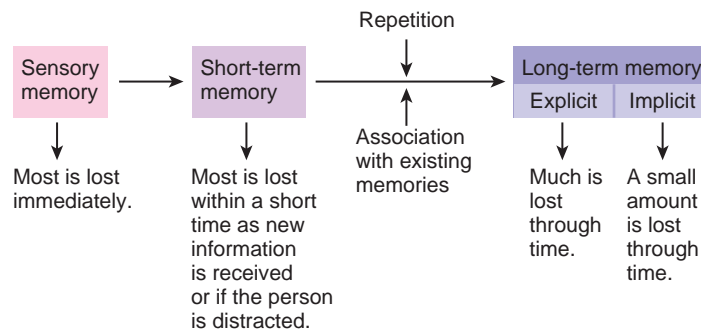 Repetition
Sensory
memory
Short-term
memory
Long-term memory
Explicit
Implicit
Association
with existing
memories
Most is lost
immediately.
Most is lost
within a short
time as new
information
is received
or if the person
is distracted.
Much is
lost
through
time.
A small
amount
is lost
through
time.